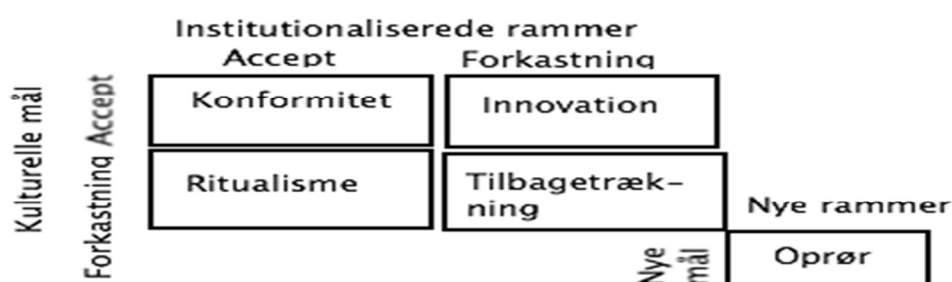 Institutionaliserede rammer
Accept Forkastning
Kulturelle mål
Accept
Forkastning
Konformitet
Innovation
Ritualisme
Tilbagetræk-
ning
Nye rammer
Nye
mål
Oprør